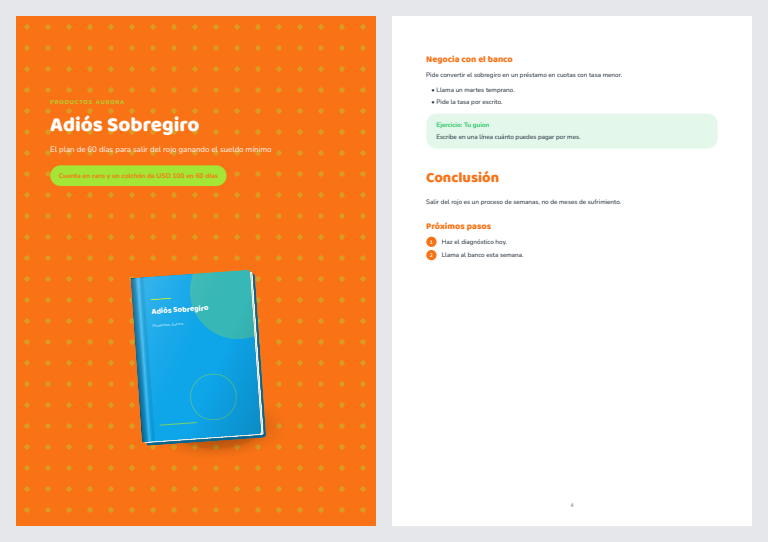 PRODUCTOS AURORA
Adiós Sobregiro
El plan de 60 días para salir del rojo ganando el sueldo mínimo
Cuenta en cero y un colchón de USD 100 en 60 días
Adiós Sobregiro
Productos Aurora
Negocia con el banco
Pide convertir el sobregiro en un préstamo en cuotas con tasa menor.
• Llama un martes temprano.
• Pide la tasa por escrito.
Ejercicio: Tu guion
Escribe en una línea cuánto puedes pagar por mes.
Conclusión
Salir del rojo es un proceso de semanas, no de meses de sufrimiento.
Próximos pasos
1 Haz el diagnóstico hoy.
2 Llama al banco esta semana.
4